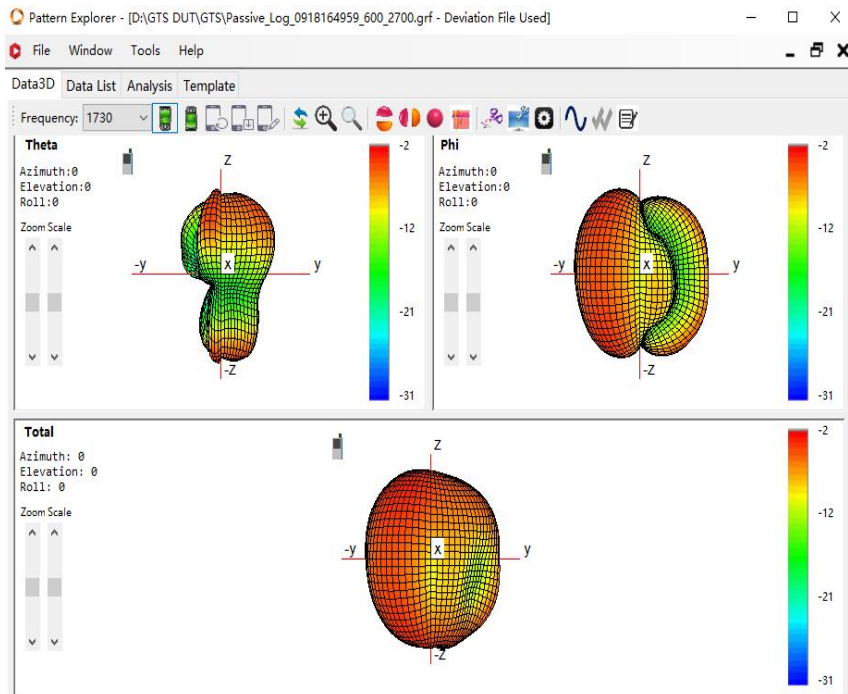 Pattern Explorer - [D:\GTS DUT\GTS\Passive_Log_0918164959_600_2700.grf - Deviation File Used]
File Window Tools Help
Data3D Data List Analysis Template
Frequency: 1730
Theta
Azimuth:0
Elevation:0
Roll:0
Zoom Scale
Z
-y
X
y
-Z
-2
-12
-21
-31
Phi
Azimuth:0
Elevation:0
Roll:0
Zoom Scale
Z
-y
X
y
-Z
-2
-12
-21
-31
Total
Azimuth: 0
Elevation: 0
Roll: 0
Zoom Scale
Z
-y
X
y
-Z
-2
-12
-21
-31